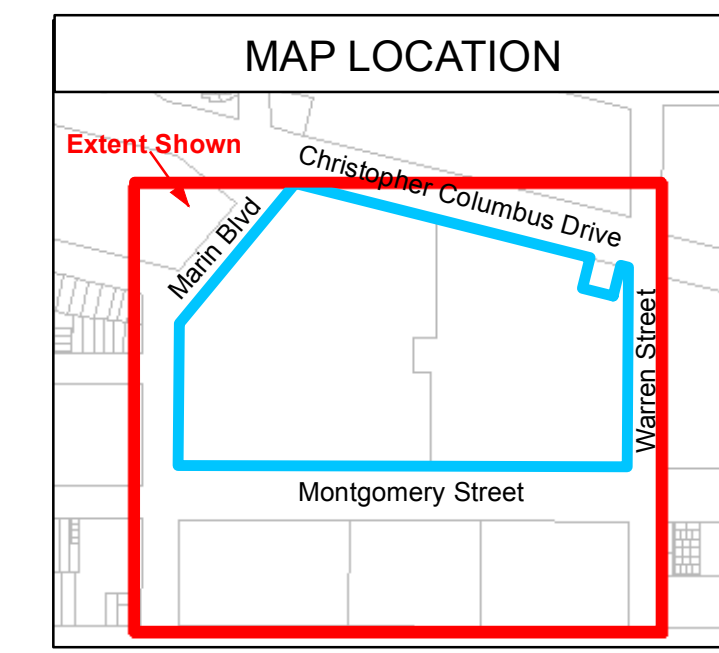 MAP LOCATION
Extent Shown
Christopher Columbus Drive
Marin Blvd
Warren Street
Montgomery Street